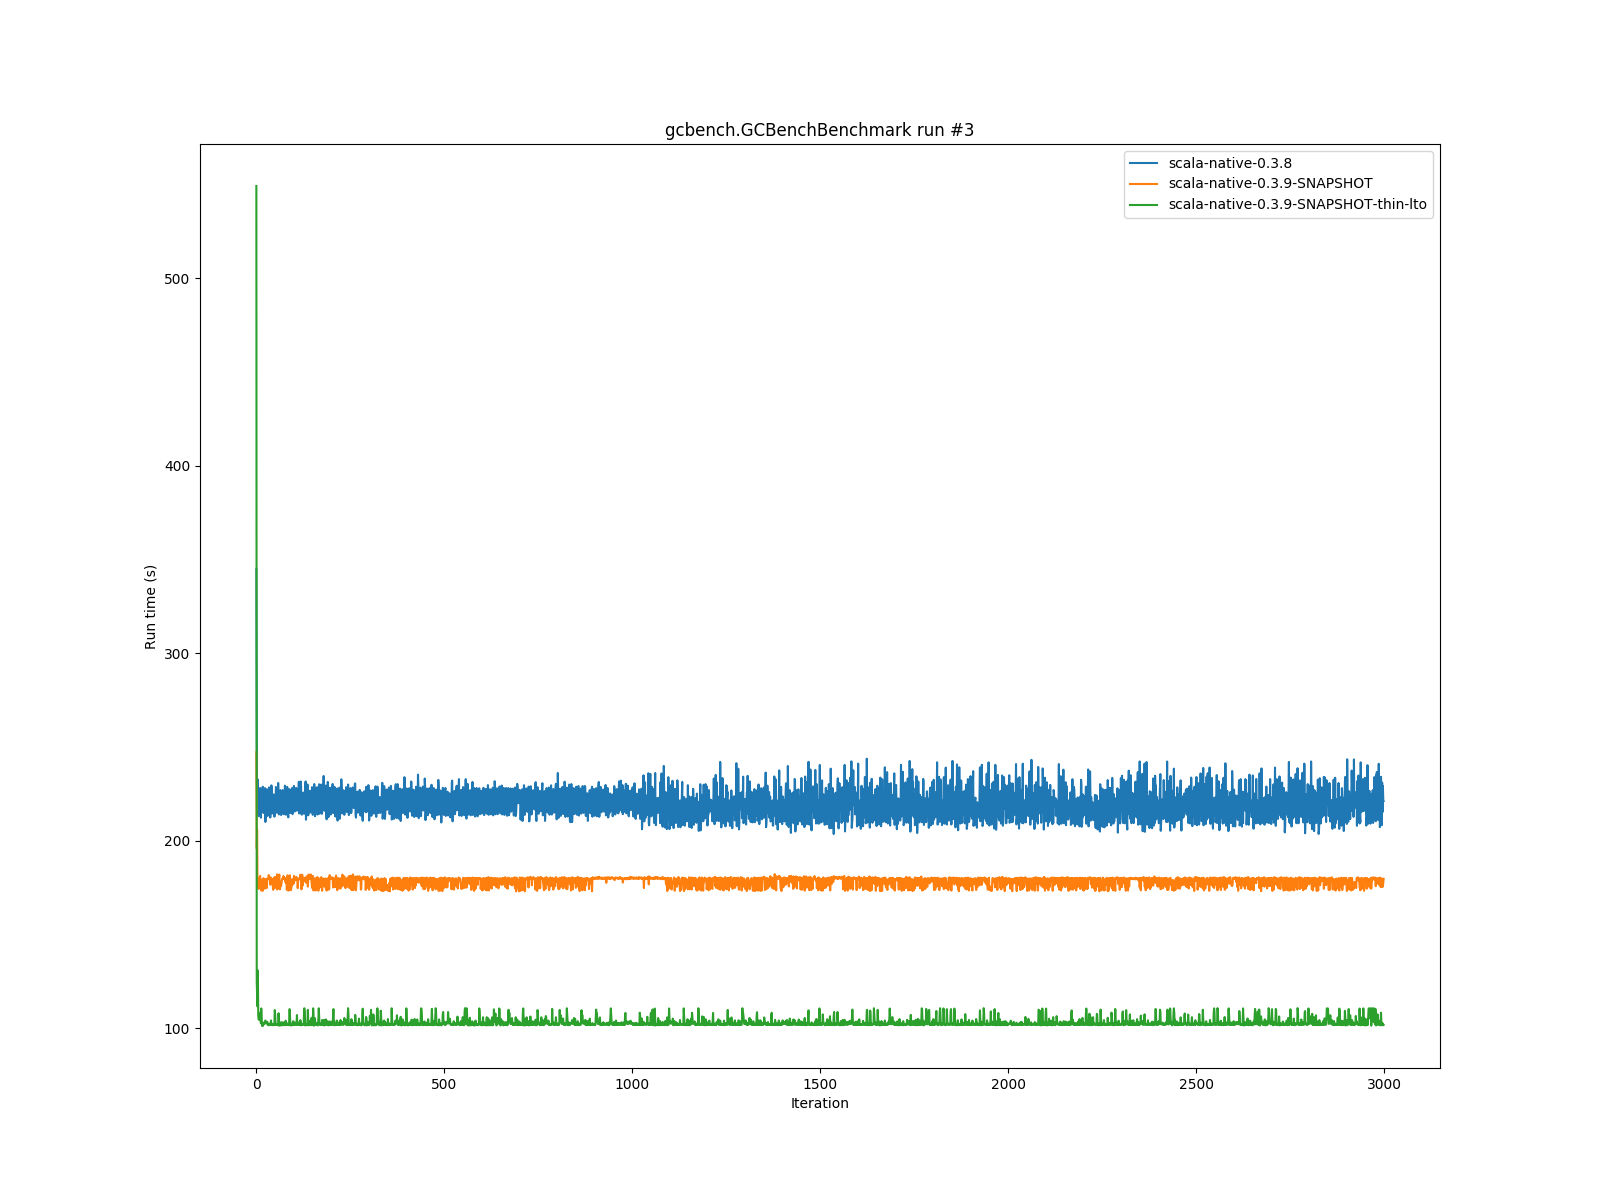 gcbench.GCBenchBenchmark run #3
scala-native-0.3.8
scala-native-0.3.9-SNAPSHOT
scala-native-0.3.9-SNAPSHOT-thin-lto
500
400
300
200
100
Run time (s)
0
500
1000
1500
2000
2500
3000
Iteration